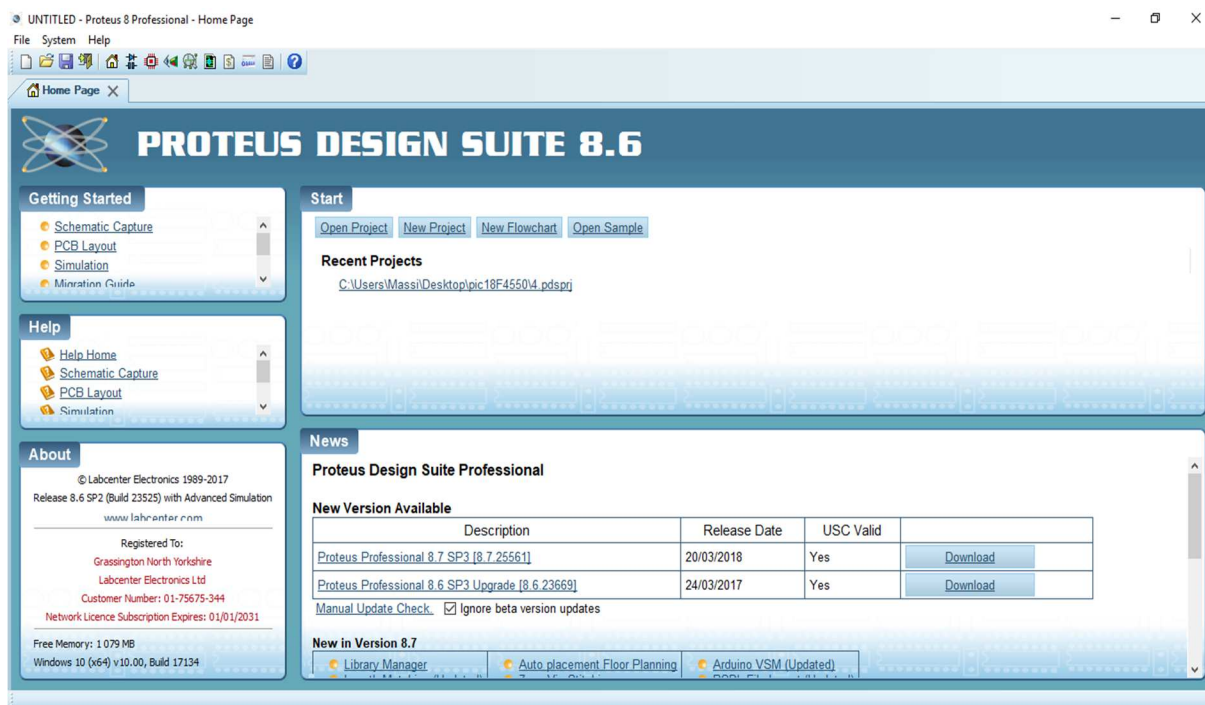 UNTITLED - Proteus 8 Professional - Home Page
File System Help
Home Page
PROTEUS DESIGN SUITE 8.6
Getting Started
Schematic Capture
PCB Layout
Simulation
Migration Guide
Help
Help Home
Schematic Capture
PCB Layout
Simulation
About
© Labcenter Electronics 1989-2017
Release 8.6 SP2 (Build 23525) with Advanced Simulation
www.labcenter.com
Registered To:
Grassington North Yorkshire
Labcenter Electronics Ltd
Customer Number: 01-75675-344
Network Licence Subscription Expires: 01/01/2031
Free Memory: 1 079 MB
Windows 10 (x64) v10.00, Build 17134
Start
Open Project New Project New Flowchart Open Sample
Recent Projects
C:\Users\Massi\Desktop\pic18F4550\4.pdsprj
News
Proteus Design Suite Professional
New Version Available
Description Release Date USC Valid
Proteus Professional 8.7 SP3 [8.7.25561] 20/03/2018 Yes Download
Proteus Professional 8.6 SP3 Upgrade [8.6.23669] 24/03/2017 Yes Download
Manual Update Check. Ignore beta version updates
New in Version 8.7
Library Manager Auto placement Floor Planning Arduino VSM (Updated)